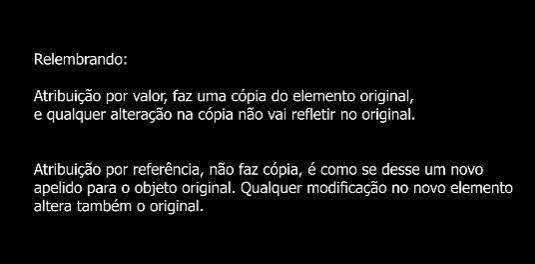 Relembrando:
Atribuição por valor, faz uma cópia do elemento original,
e qualquer alteração na cópia não vai refletir no original.
Atribuição por referência, não faz cópia, é como se desse um novo
apelido para o objeto original. Qualquer modificação no novo elemento
altera também o original.